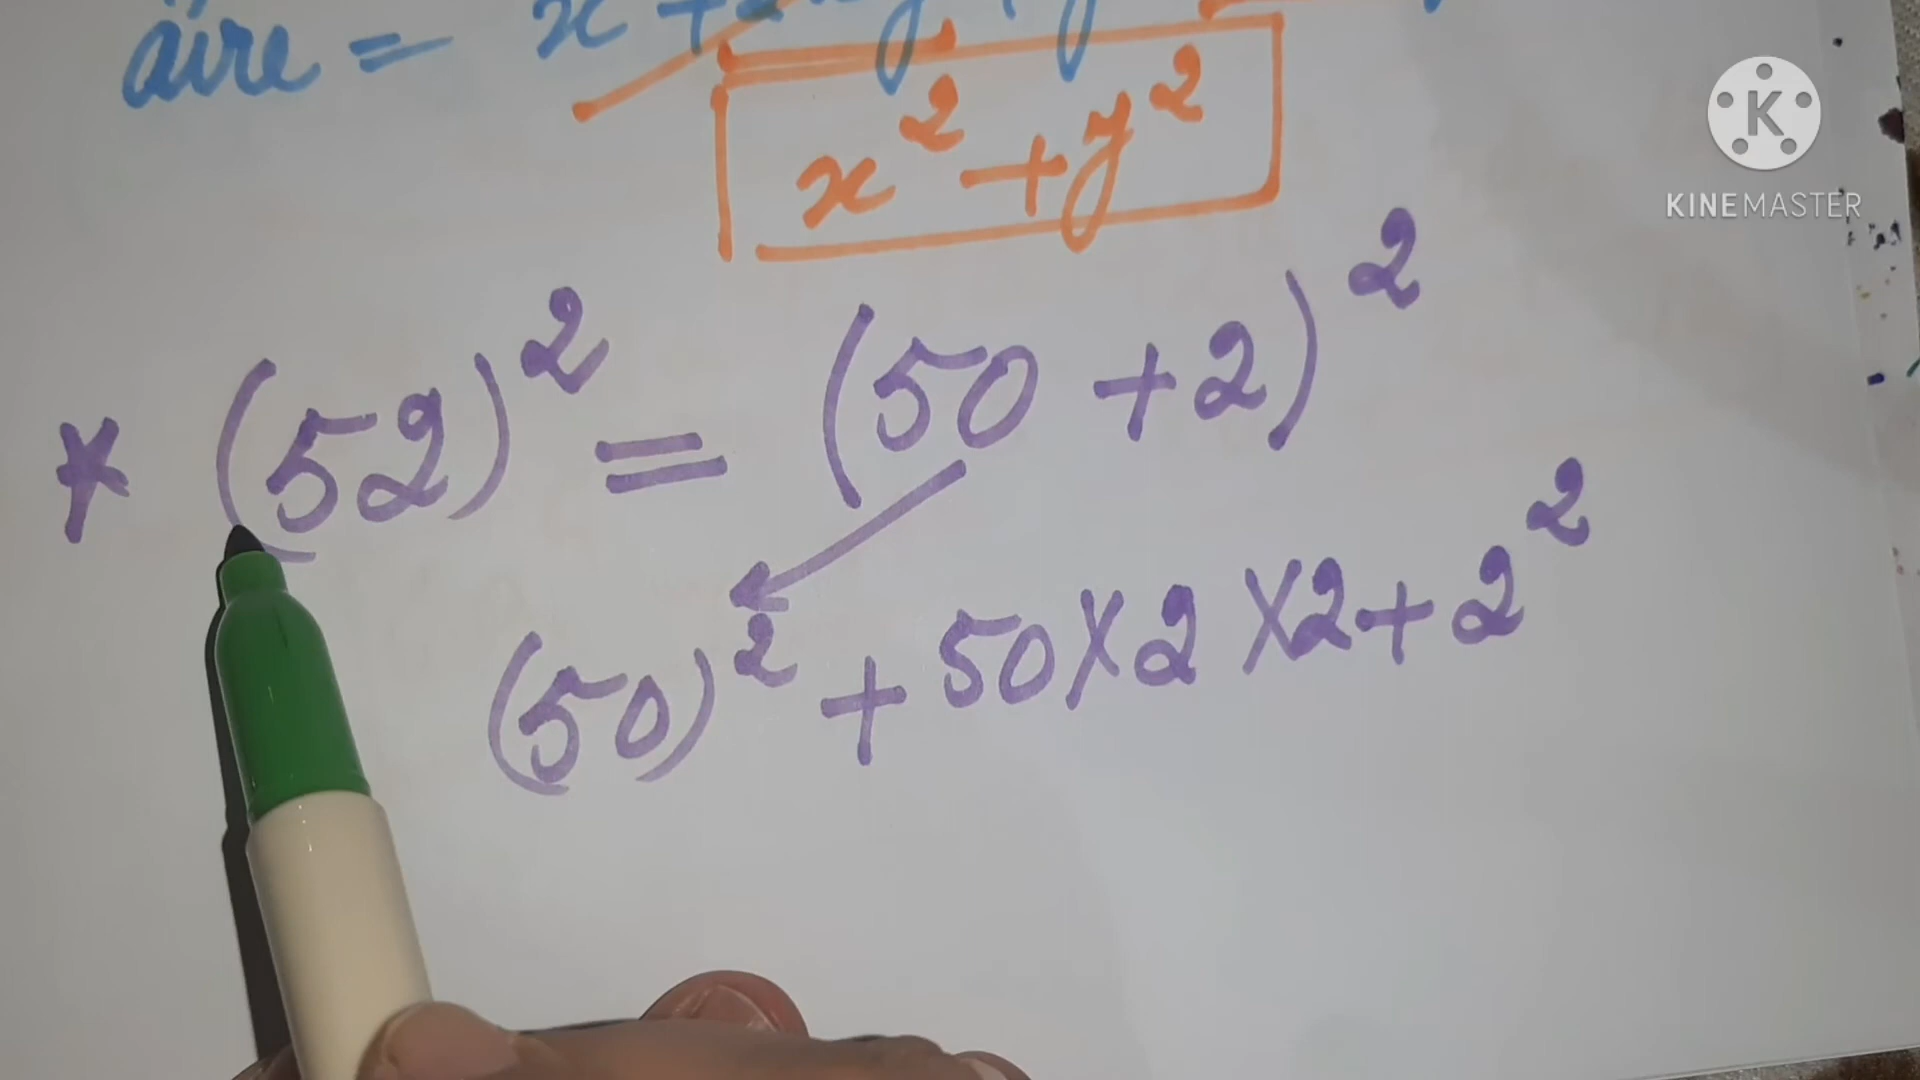 aire =
x² + y²
K
KINEMASTER
* (52)² = (50 + 2)²
(50)² + 50 × 2 × 2 + 2²